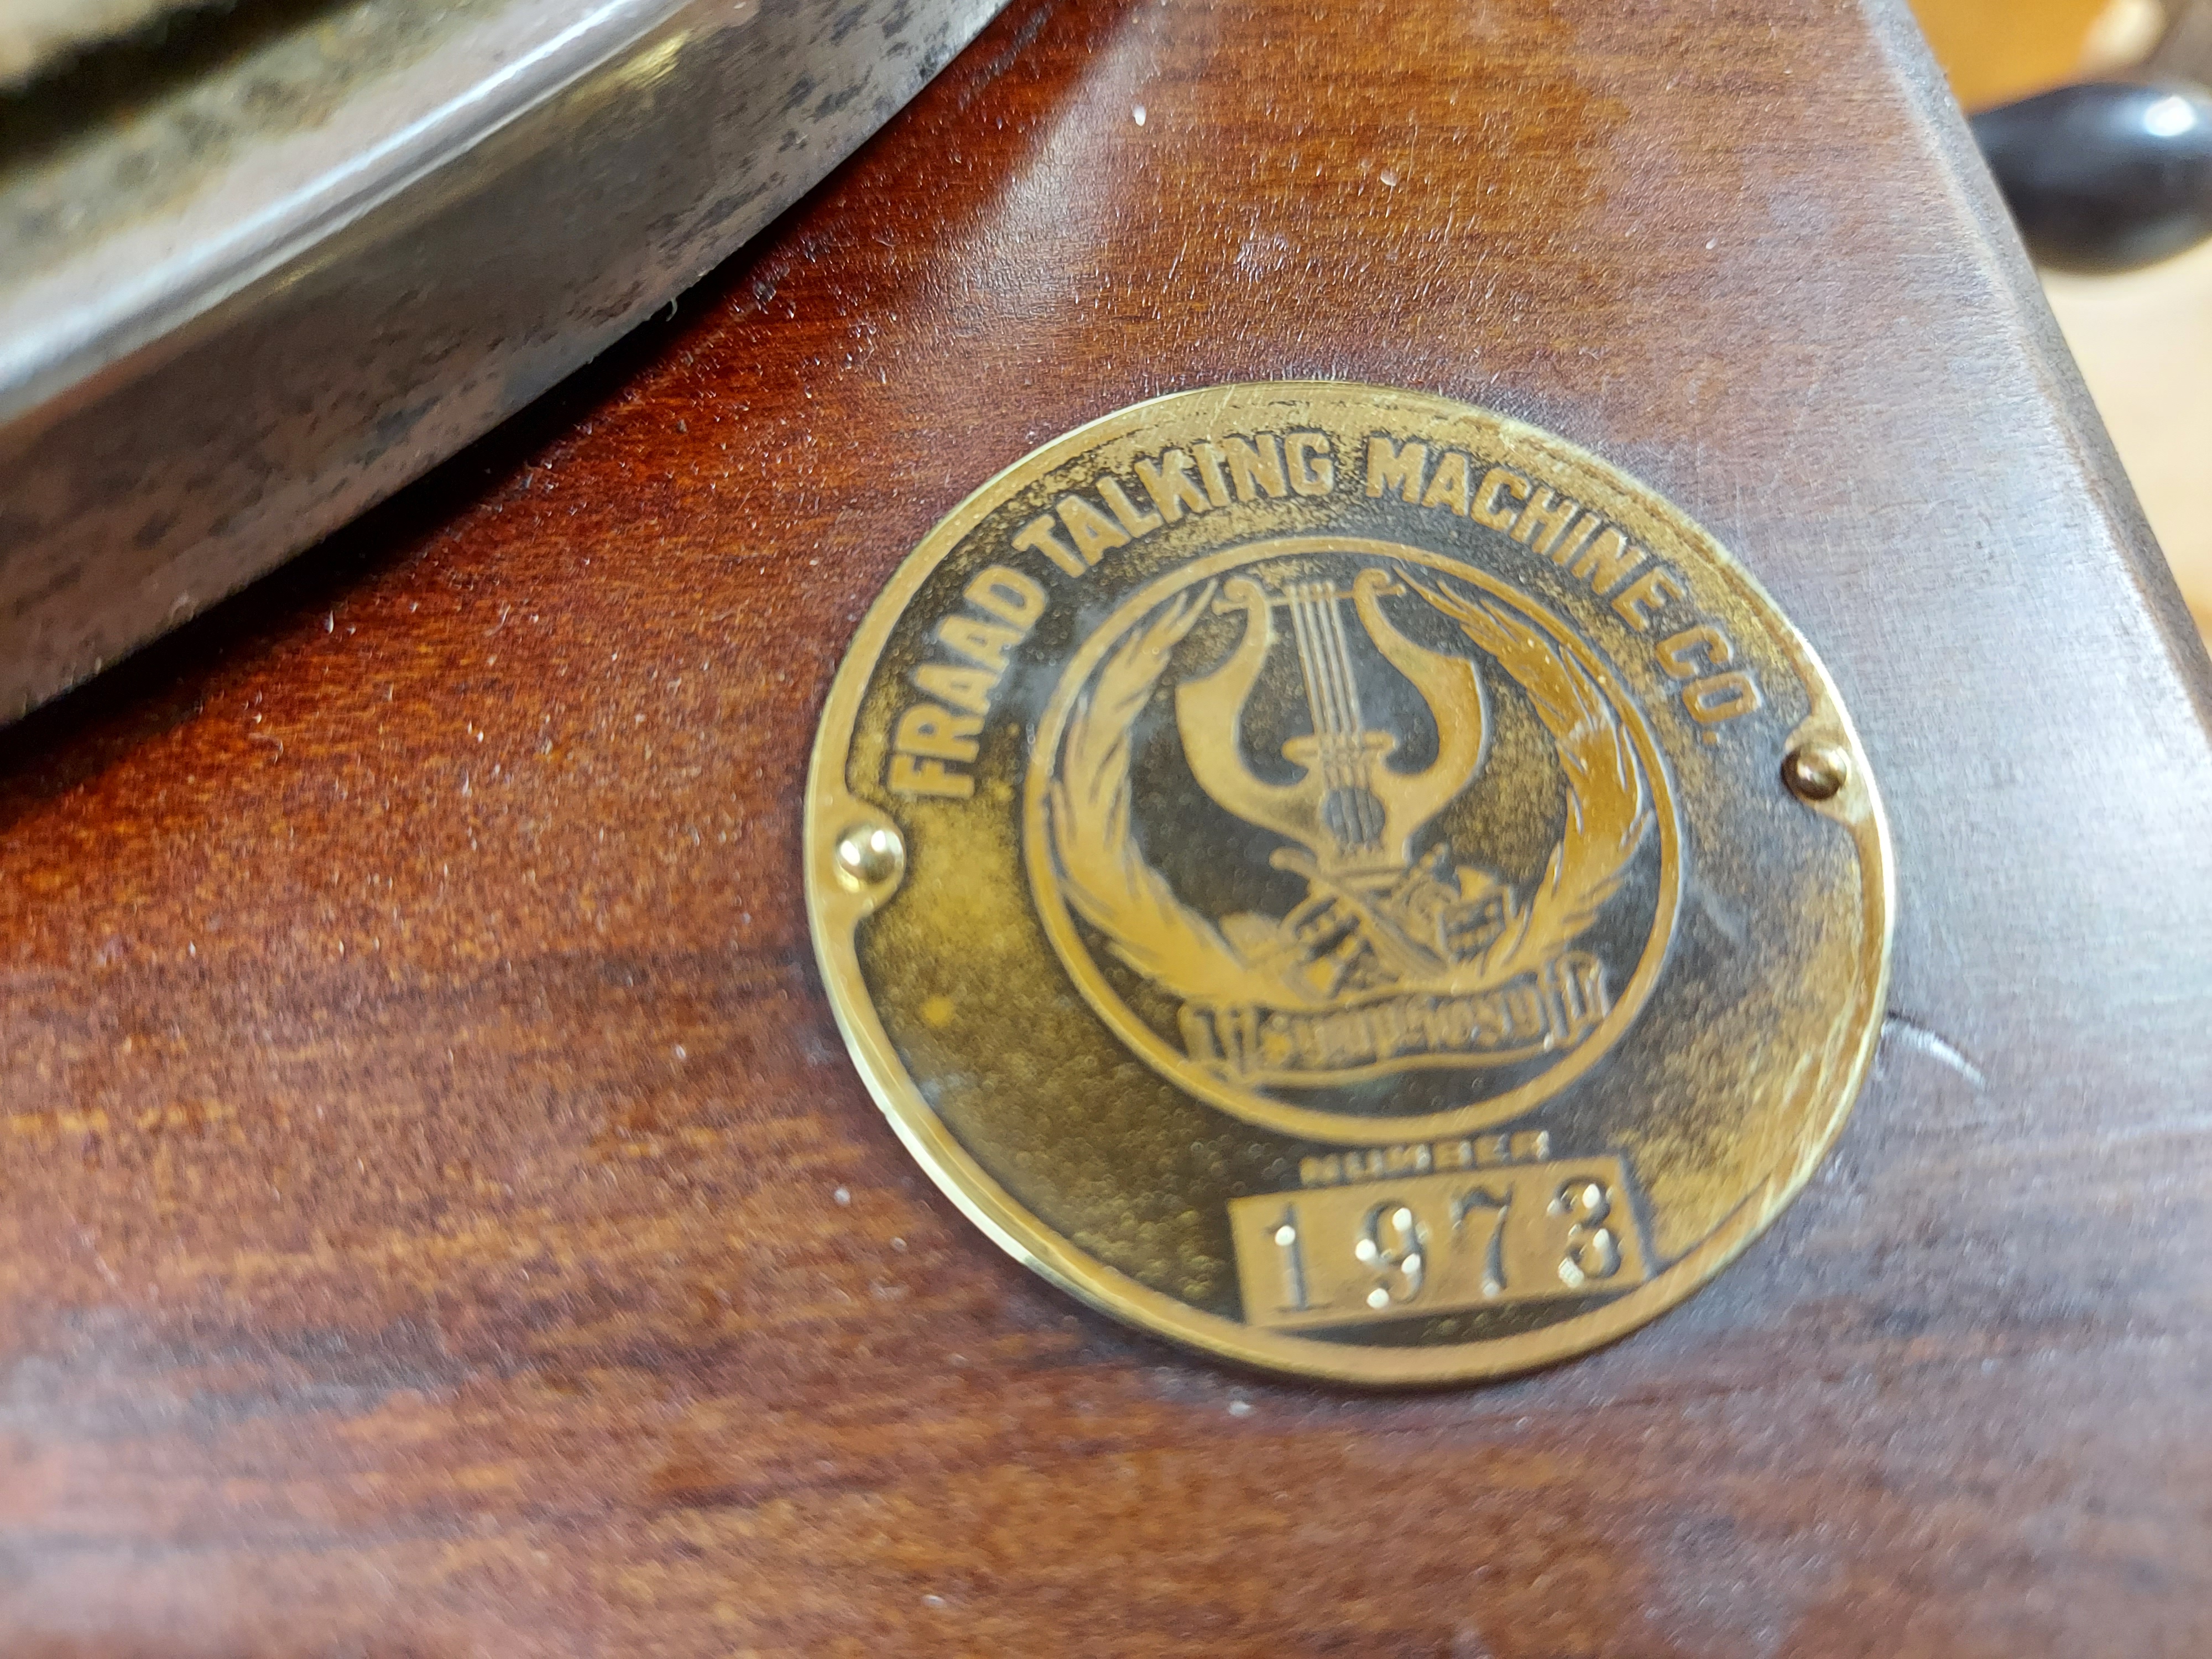 FRAAD TALKING MACHINE CO.
NUMBER
1973